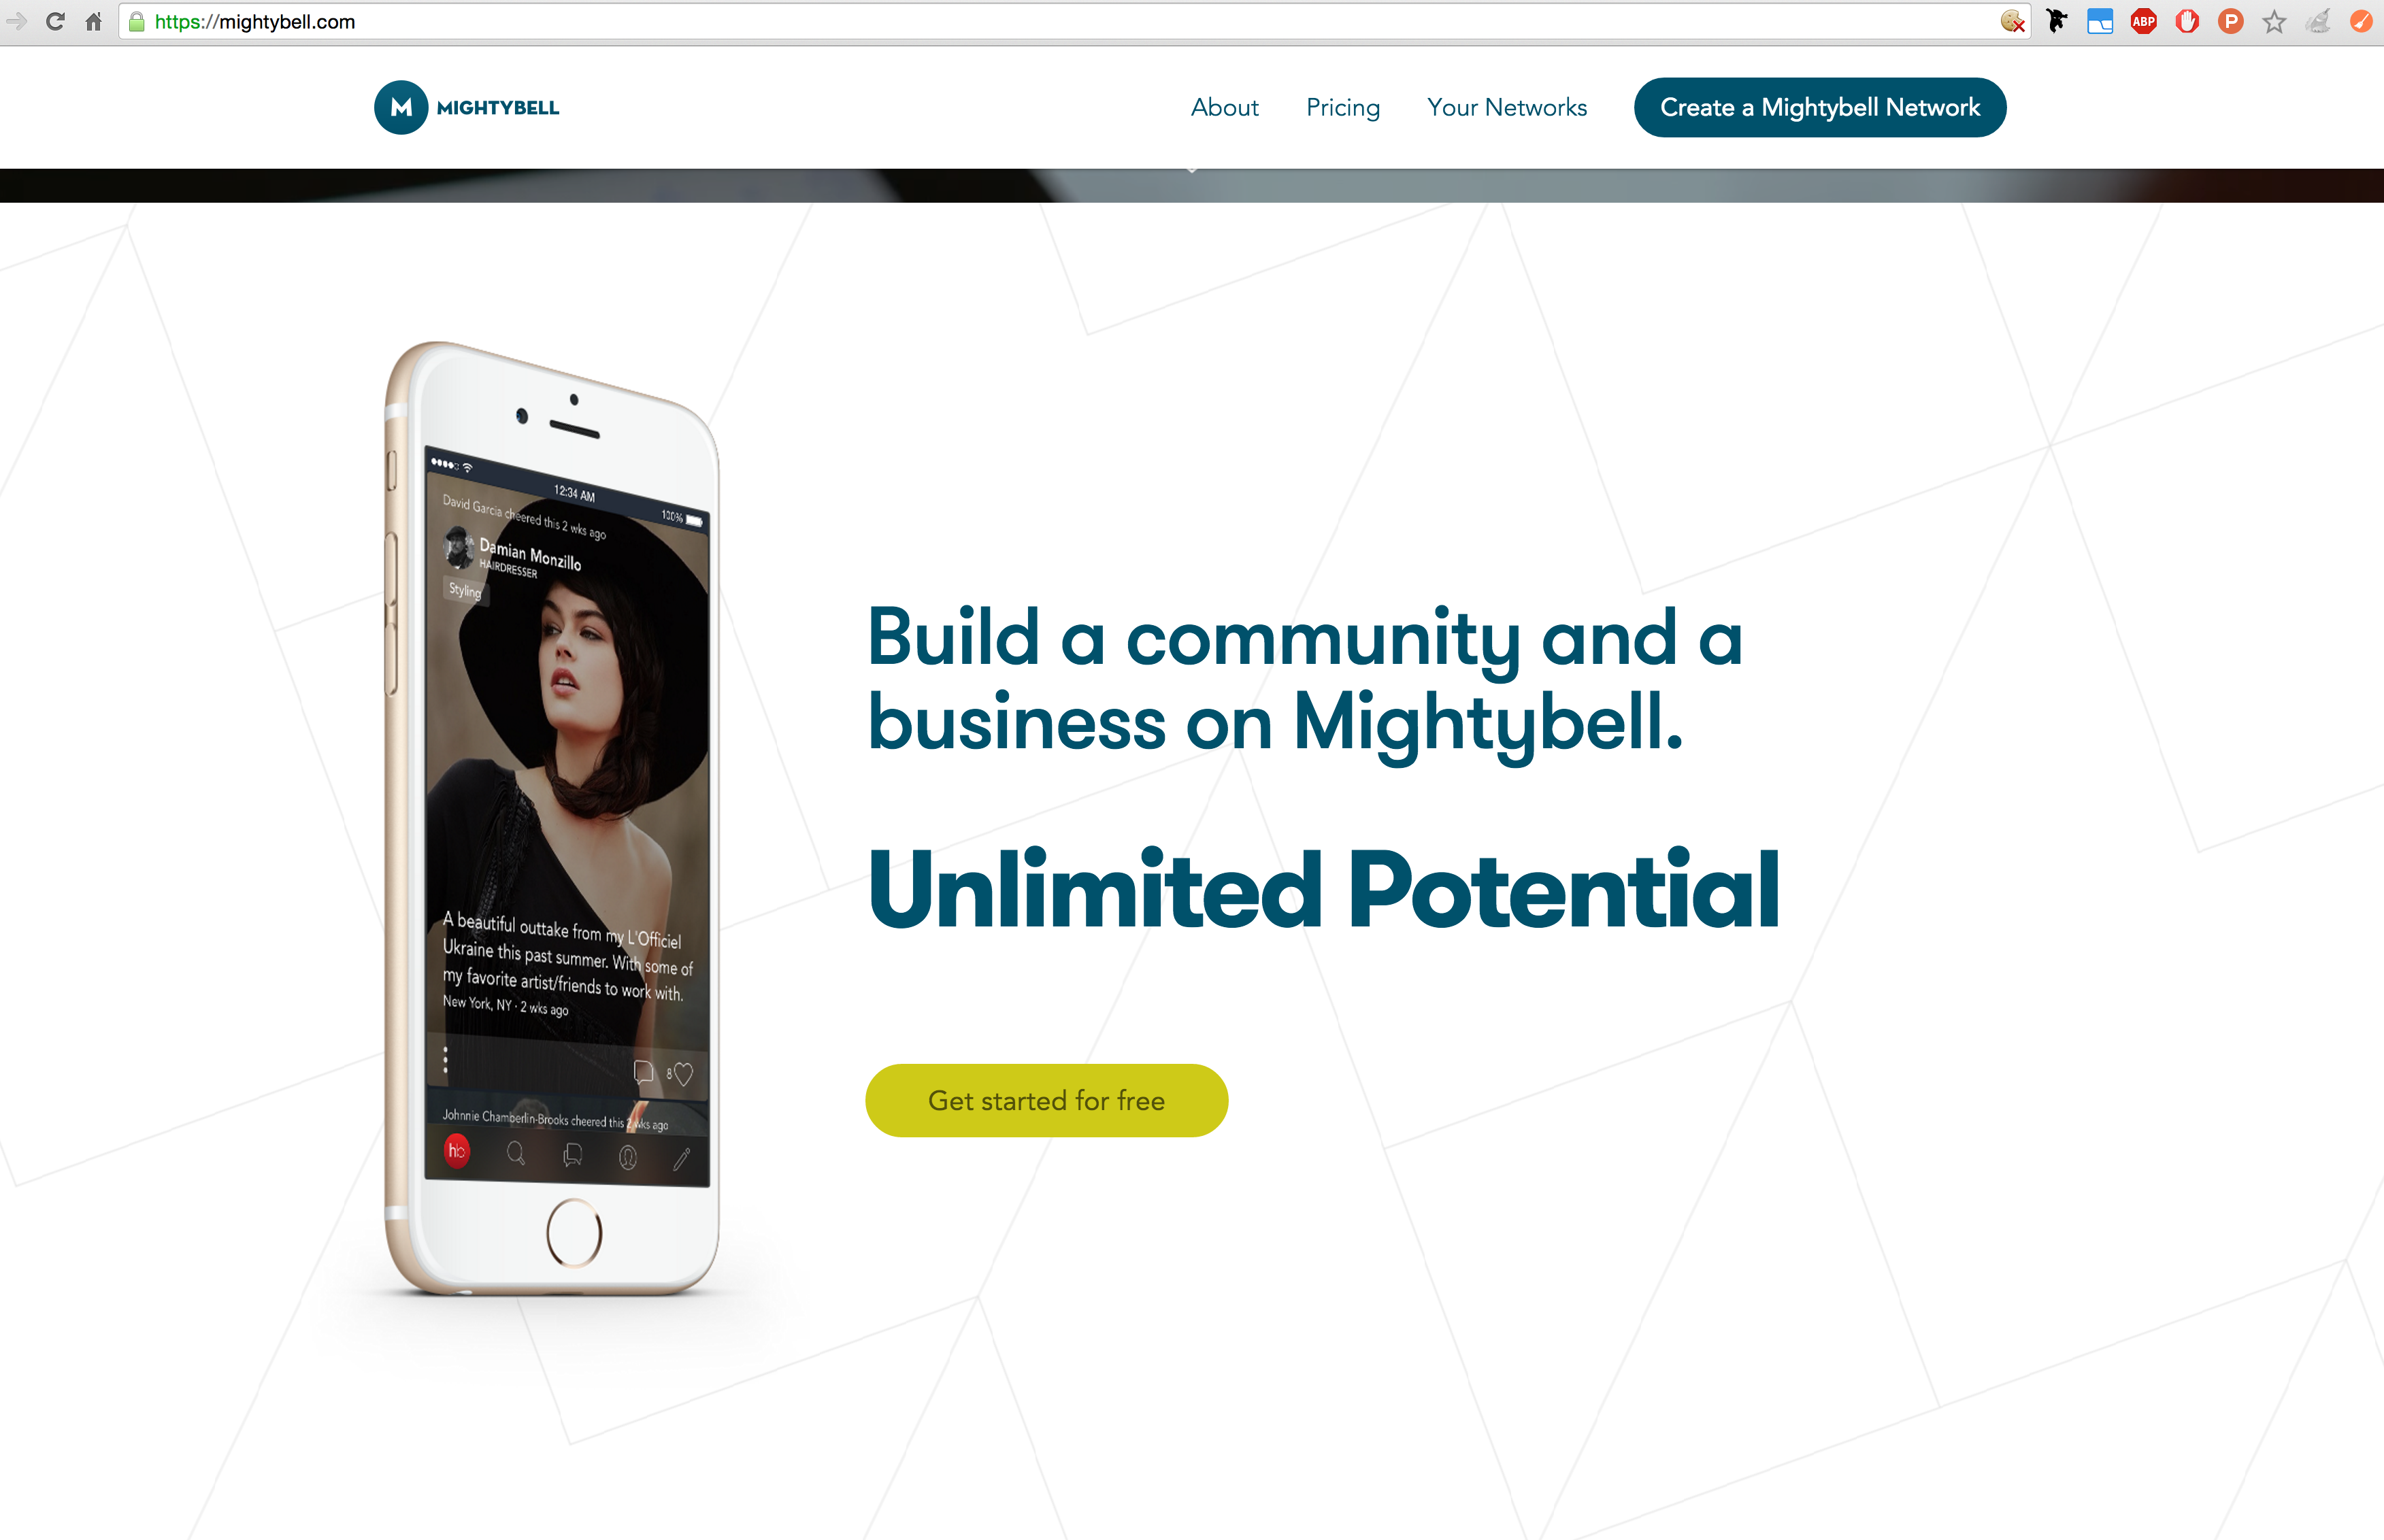 https://mightybell.com
ABP
P
M MIGHTYBELL
About Pricing Your Networks Create a Mightybell Network
12:34 AM
100%
David Garcia cheered this 2 wks ago
Damian Monzillo
HAIRDRESSER
Styling
A beautiful outtake from my L'Officiel
Ukraine this past summer. With some of
my favorite artist/friends to work with.
New York, NY · 2 wks ago
8
Johnnie Chamberlin-Brooks cheered this 2 wks ago
hb
Build a community and a
business on Mightybell.
Unlimited Potential
Get started for free